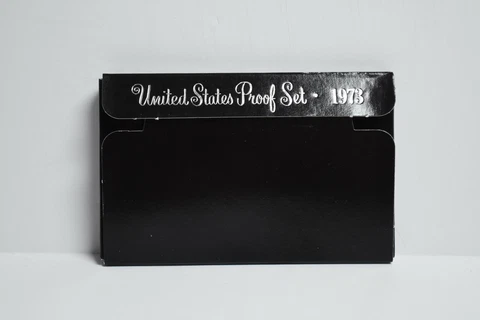 United States Proof Set · 1973